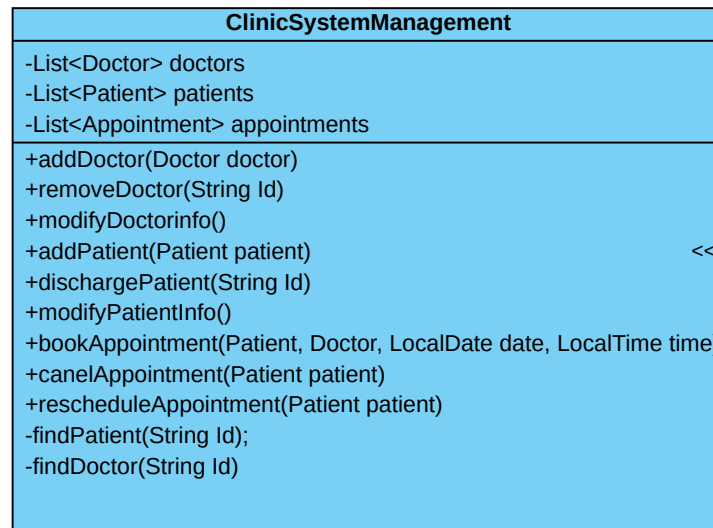 ClinicSystemManagement
-List<Doctor> doctors
-List<Patient> patients
-List<Appointment> appointments
+addDoctor(Doctor doctor)
+removeDoctor(String Id)
+modifyDoctorinfo()
+addPatient(Patient patient) <<
+dischargePatient(String Id)
+modifyPatientInfo()
+bookAppointment(Patient, Doctor, LocalDate date, LocalTime time
+canelAppointment(Patient patient)
+rescheduleAppointment(Patient patient)
-findPatient(String Id);
-findDoctor(String Id)